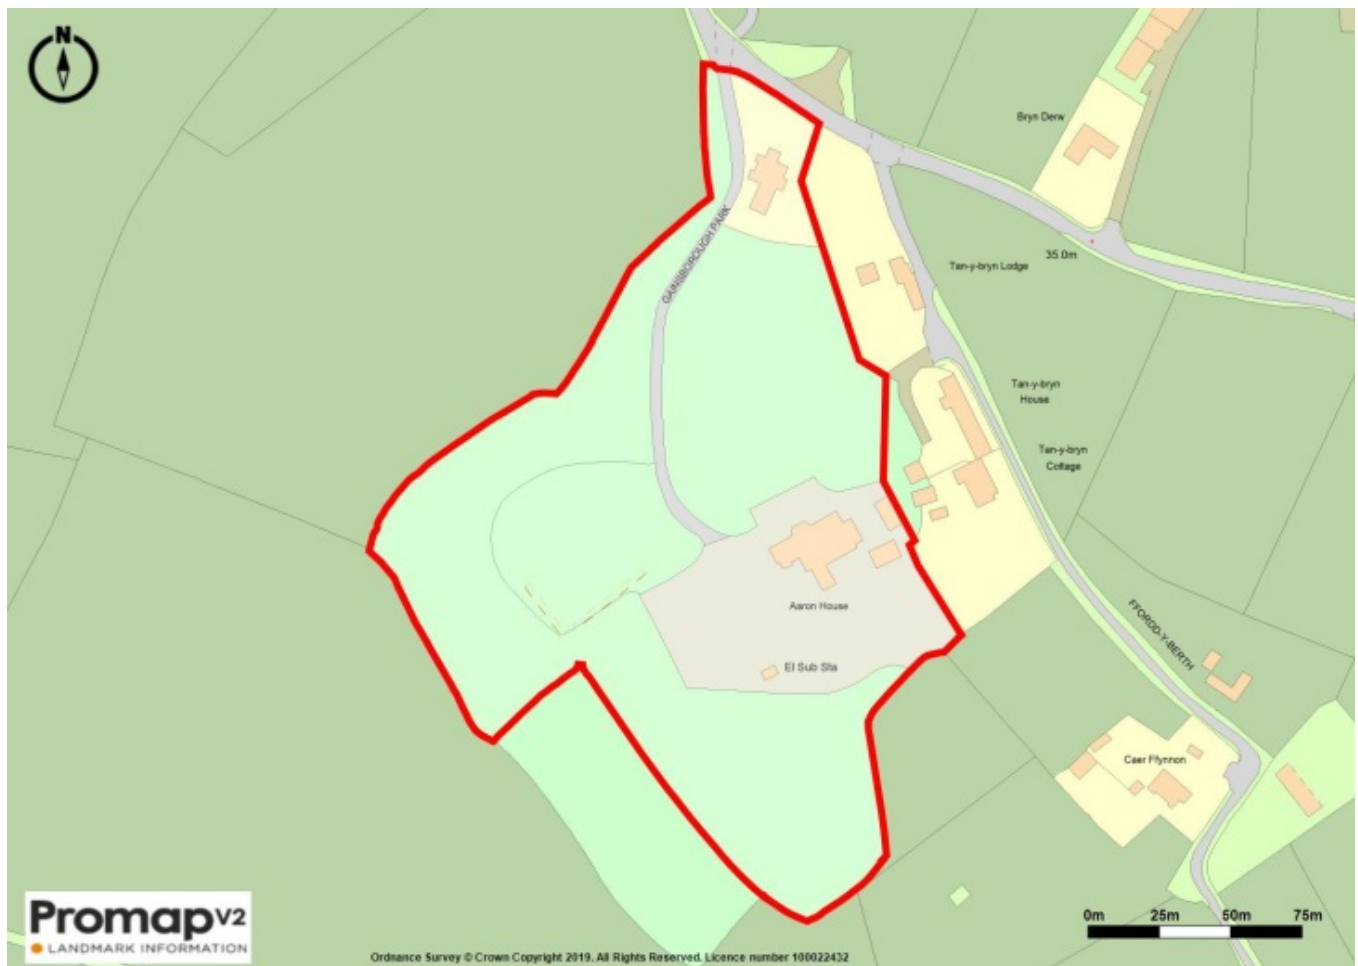 N
Bryn Derw
GAINSBOROUGH PARK
Tan-y-bryn Lodge
35.0m
Tan-y-bryn
House
Tan-y-bryn
Cottage
Aaron House
El Sub Sta
FFORDD-Y-BERTH
Caer Ffynnon
Promap V2
LANDMARK INFORMATION
0m 25m 50m 75m
Ordnance Survey © Crown Copyright 2019. All Rights Reserved. Licence number 100022432